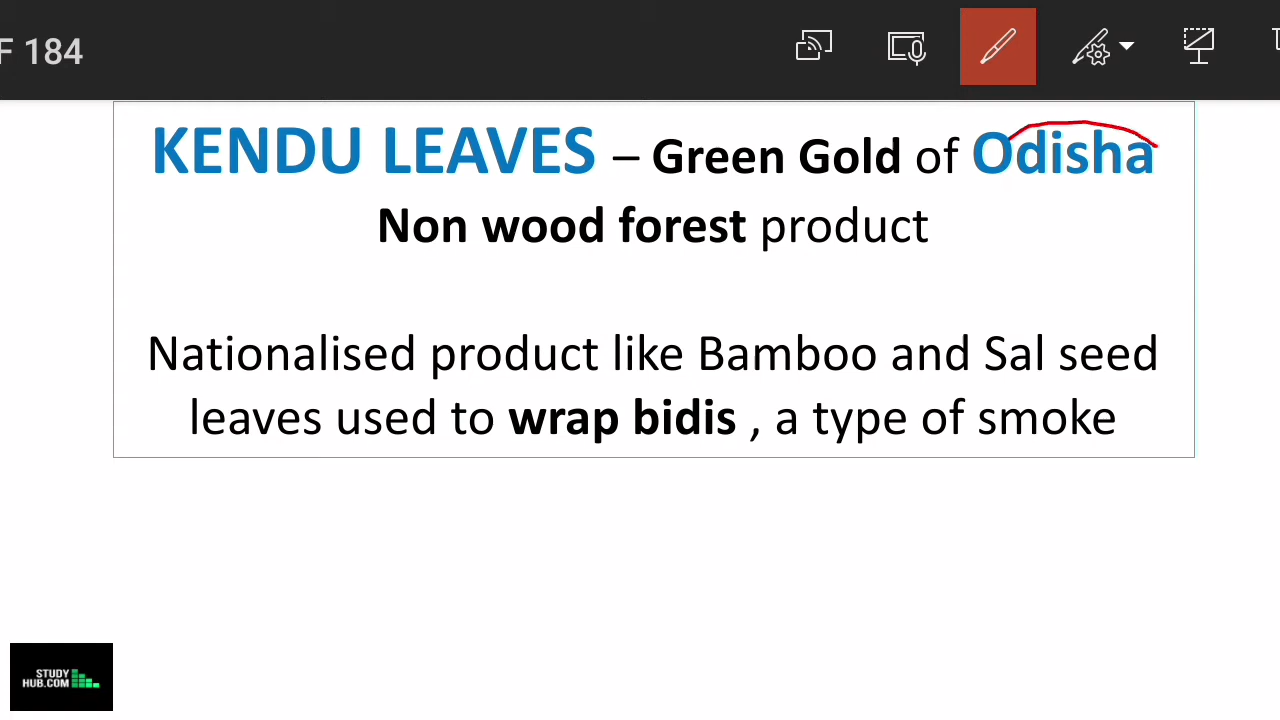 F 184
KENDU LEAVES – Green Gold of Odisha
Non wood forest product
Nationalised product like Bamboo and Sal seed
leaves used to wrap bidis , a type of smoke
STUDY
HUB.COM